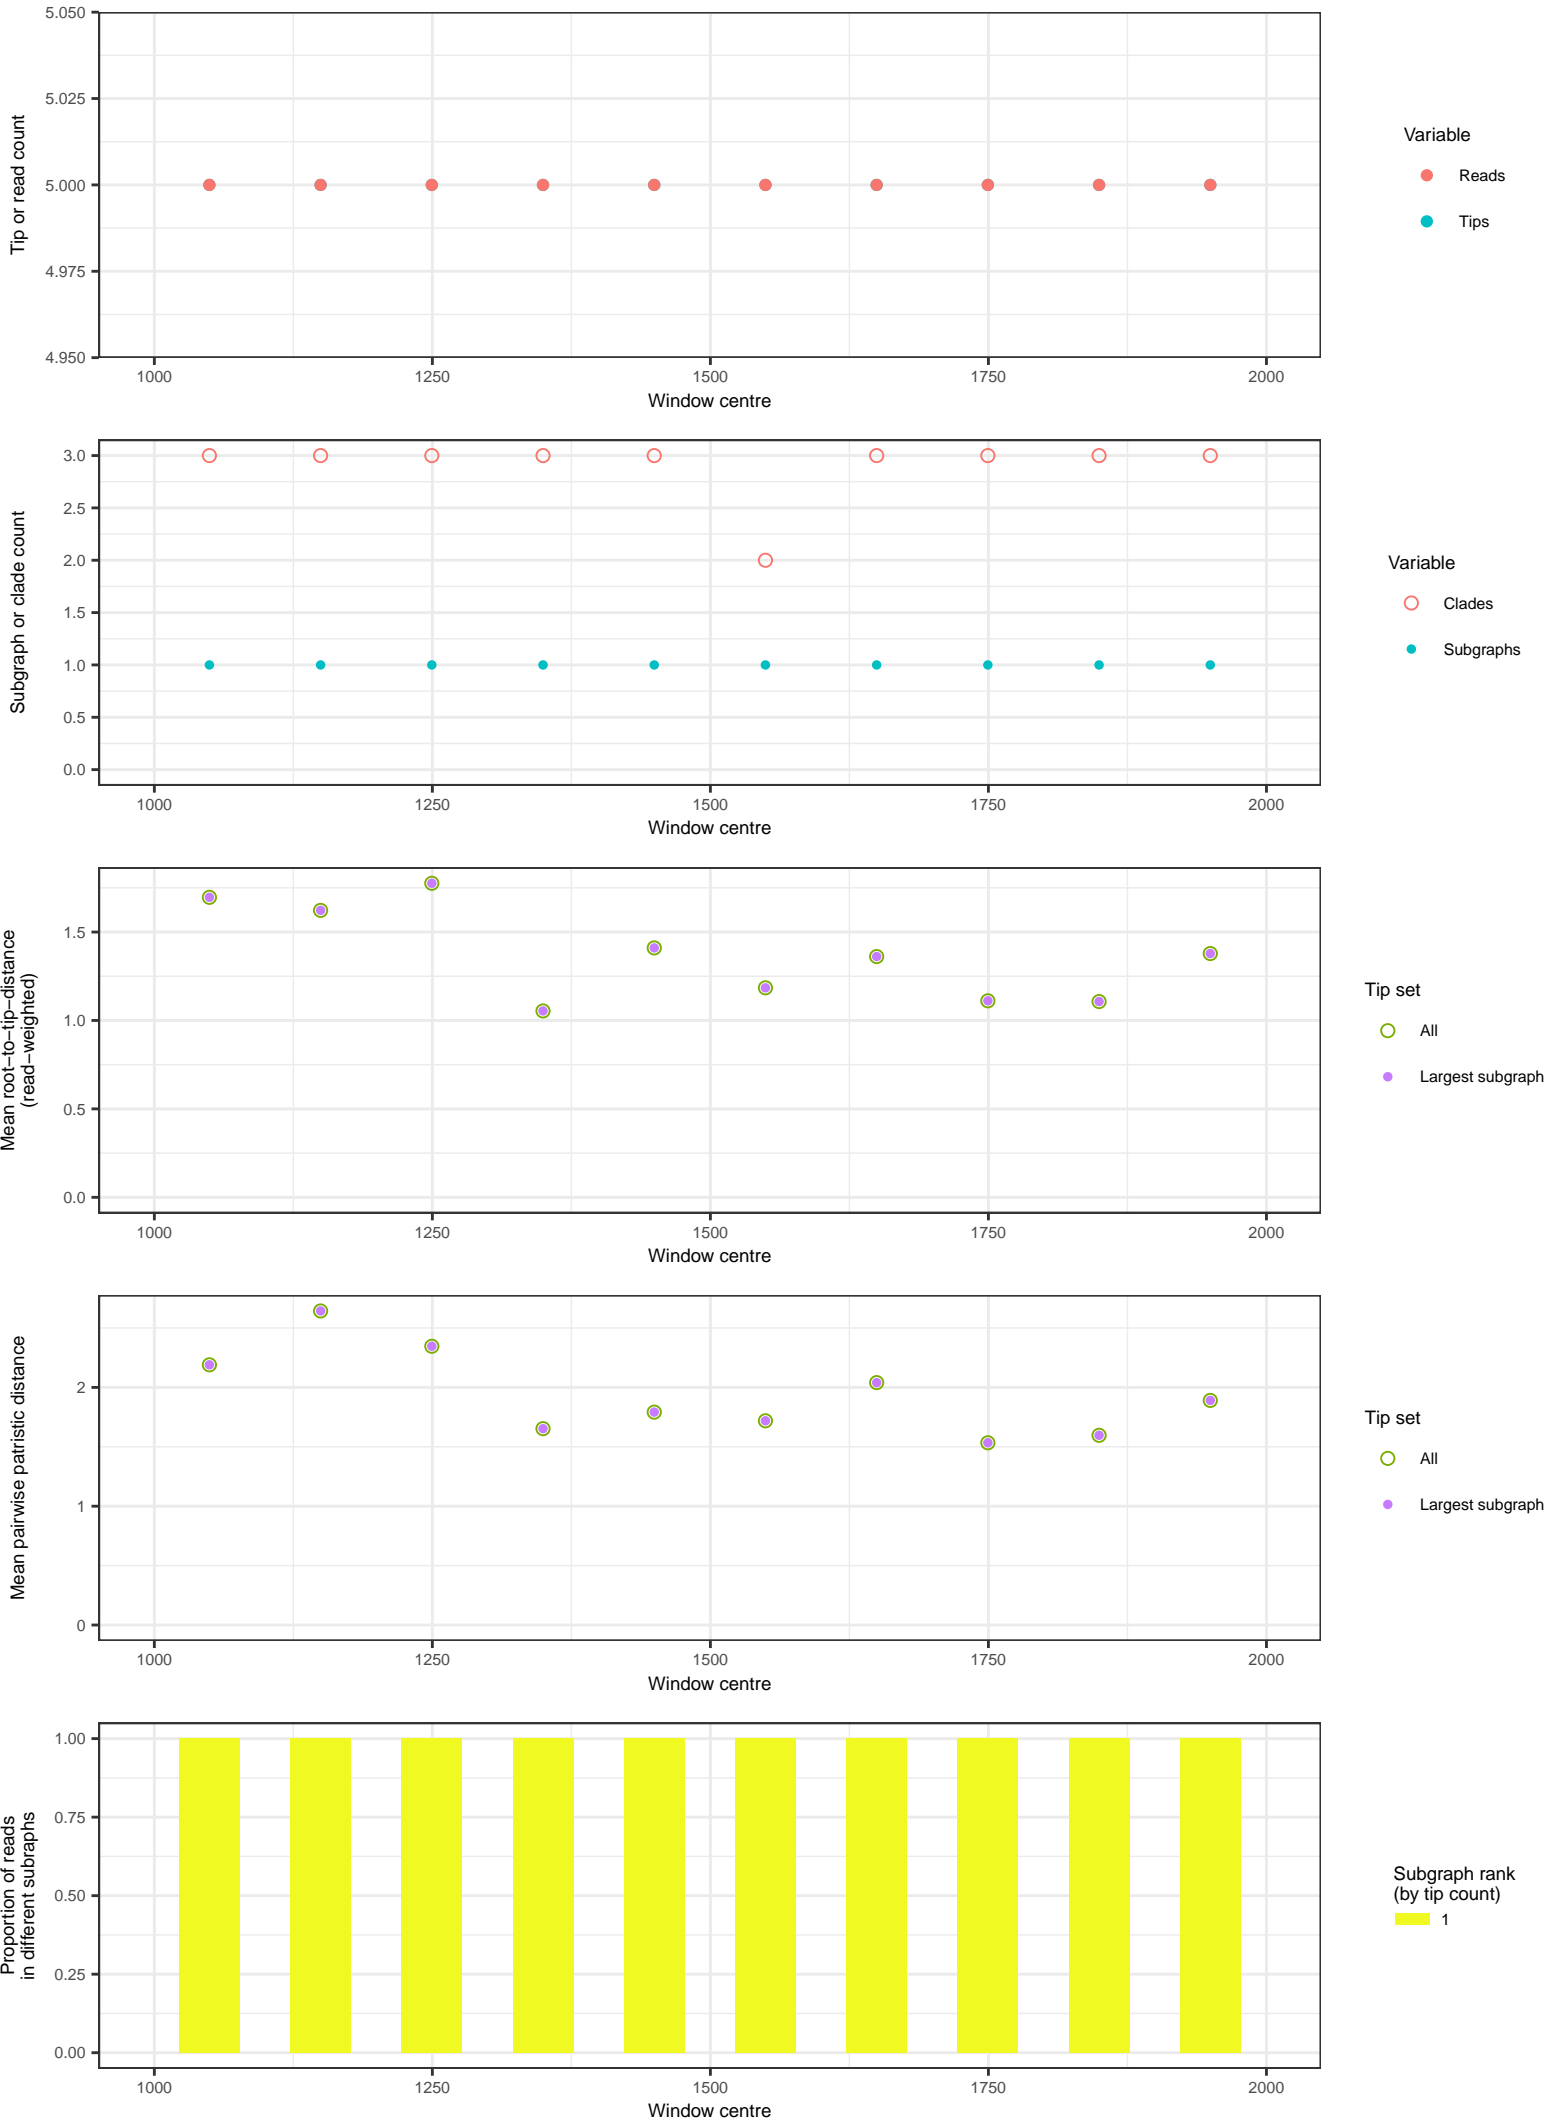 5.050
5.025
5.000
4.975
4.950
Tip or read count
1000 1250 1500 1750 2000
Window centre
Variable
Reads
Tips
3.0
2.5
2.0
1.5
1.0
0.5
0.0
Subgraph or clade count
1000 1250 1500 1750 2000
Window centre
Variable
Clades
Subgraphs
1.5
1.0
0.5
0.0
Mean root−to−tip−distance
(read−weighted)
1000 1250 1500 1750 2000
Window centre
Tip set
All
Largest subgraph
2
1
0
Mean pairwise patristic distance
1000 1250 1500 1750 2000
Window centre
Tip set
All
Largest subgraph
1.00
0.75
0.50
0.25
0.00
Proportion of reads
in different subraphs
1000 1250 1500 1750 2000
Window centre
Subgraph rank
(by tip count)
1